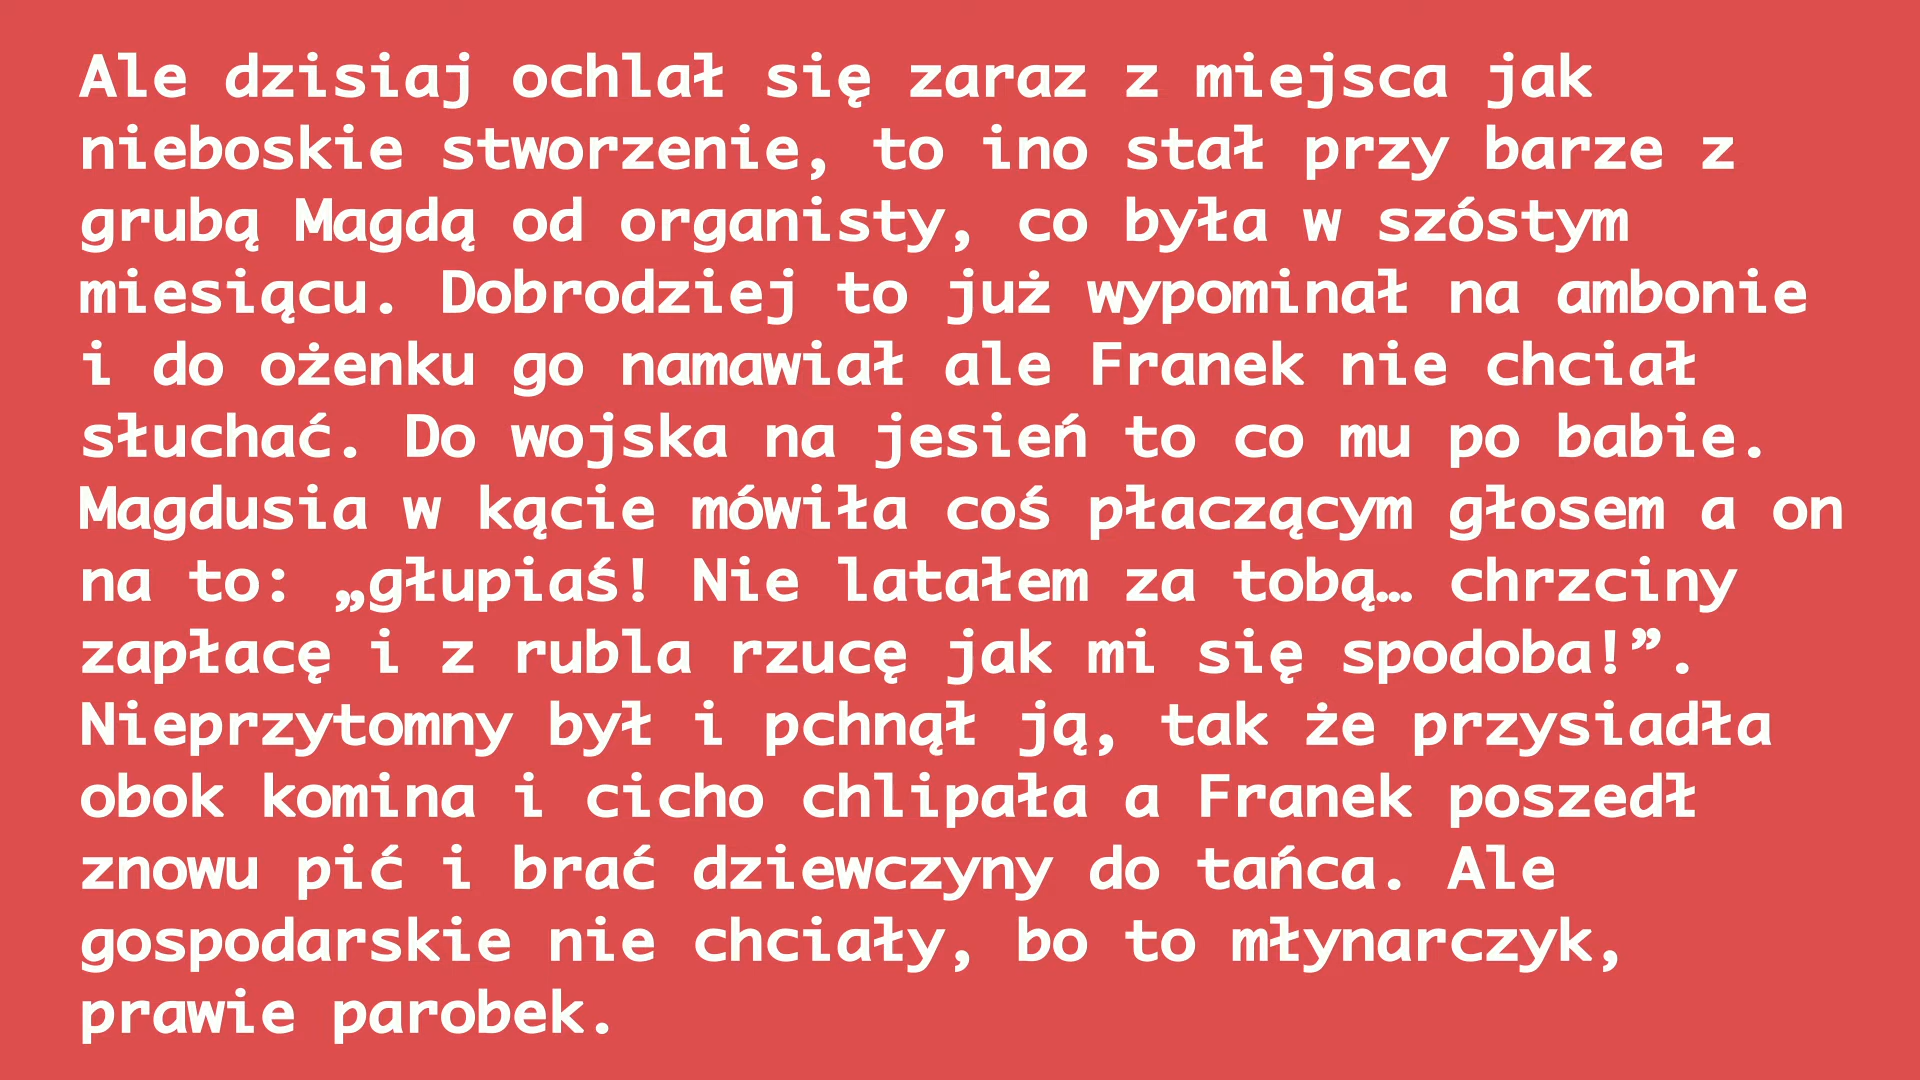 Ale dzisiaj ochlał się zaraz z miejsca jak
nieboskie stworzenie, to ino stał przy barze z
grubą Magdą od organisty, co była w szóstym
miesiącu. Dobrodziej to już wypominał na ambonie
i do ożenku go namawiał ale Franek nie chciał
słuchać. Do wojska na jesień to co mu po babie.
Magdusia w kącie mówiła coś płaczącym głosem a on
na to: „głupiaś! Nie latałem za tobą… chrzciny
zapłacę i z rubla rzucę jak mi się spodoba!”.
Nieprzytomny był i pchnął ją, tak że przysiadła
obok komina i cicho chlipała a Franek poszedł
znowu pić i brać dziewczyny do tańca. Ale
gospodarskie nie chciały, bo to młynarczyk,
prawie parobek.